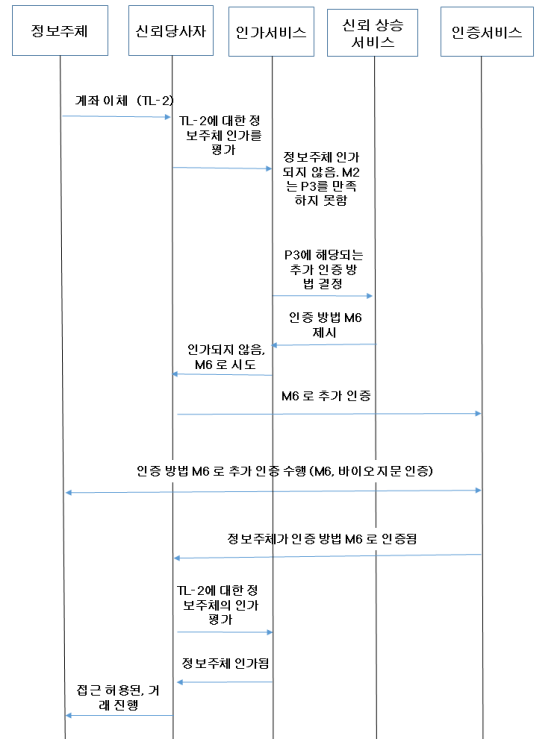 정보주체
신뢰당사자
인가서비스
신뢰 상승
서비스
인증서비스
계좌 이체 (TL-2)
TL-2에 대한 정
보주체 인가를
평가
정보주체 인가
되지 않음. M2
는 P3를 만족
하지 못함
P3에 해당되는
추가 인증 방
법 결정
인증 방법 M6
제시
인가되지 않음,
M6 로 시도
M6 로 추가 인증
인증 방법 M6 로 추가 인증 수행 (M6, 바이오 지문 인증)
정보주체가 인증 방법 M6 로 인증됨
TL-2에 대한 정
보주체의 인가
평가
정보주체 인가됨
접근 허용된, 거
래 진행